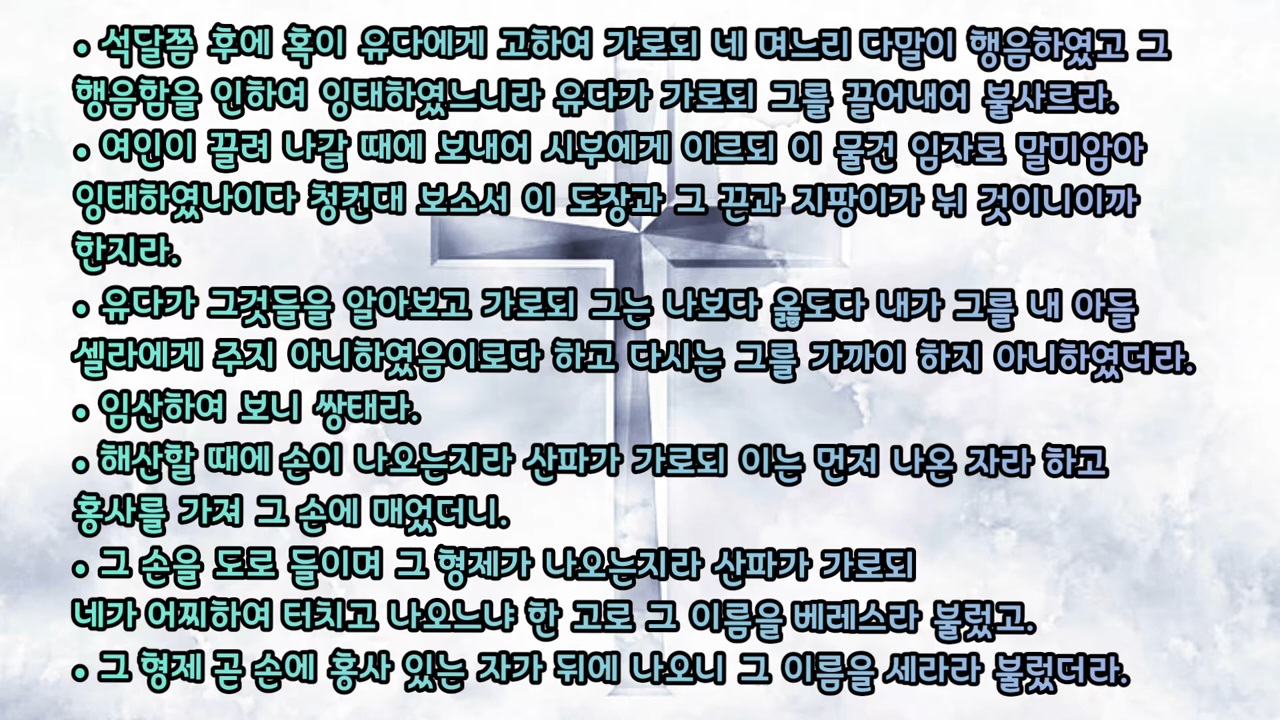 • 석달쯤 후에 혹이 유다에게 고하여 가로되 네 며느리 다말이 행음하였고 그
행음함을 인하여 잉태하였느니라 유다가 가로되 그를 끌어내어 불사르라.
• 여인이 끌려 나갈 때에 보내어 시부에게 이르되 이 물건 임자로 말미암아
잉태하였나이다 청컨대 보소서 이 도장과 그 끈과 지팡이가 뉘 것이니이까
한지라.
• 유다가 그것들을 알아보고 가로되 그는 나보다 옳도다 내가 그를 내 아들
셀라에게 주지 아니하였음이로다 하고 다시는 그를 가까이 하지 아니하였더라.
• 임산하여 보니 쌍태라.
• 해산할 때에 손이 나오는지라 산파가 가로되 이는 먼저 나온 자라 하고
홍사를 가져 그 손에 매었더니.
• 그 손을 도로 들이며 그 형제가 나오는지라 산파가 가로되
네가 어찌하여 터치고 나오느냐 한 고로 그 이름을 베레스라 불렀고.
• 그 형제 곧 손에 홍사 있는 자가 뒤에 나오니 그 이름을 세라라 불렀더라.